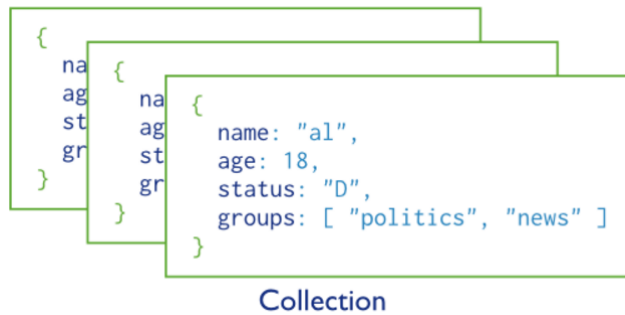 {
na
ag
st
gr
}
{
na
ag
st
gr
}
{
name: "al",
age: 18,
status: "D",
groups: [ "politics", "news" ]
}
Collection